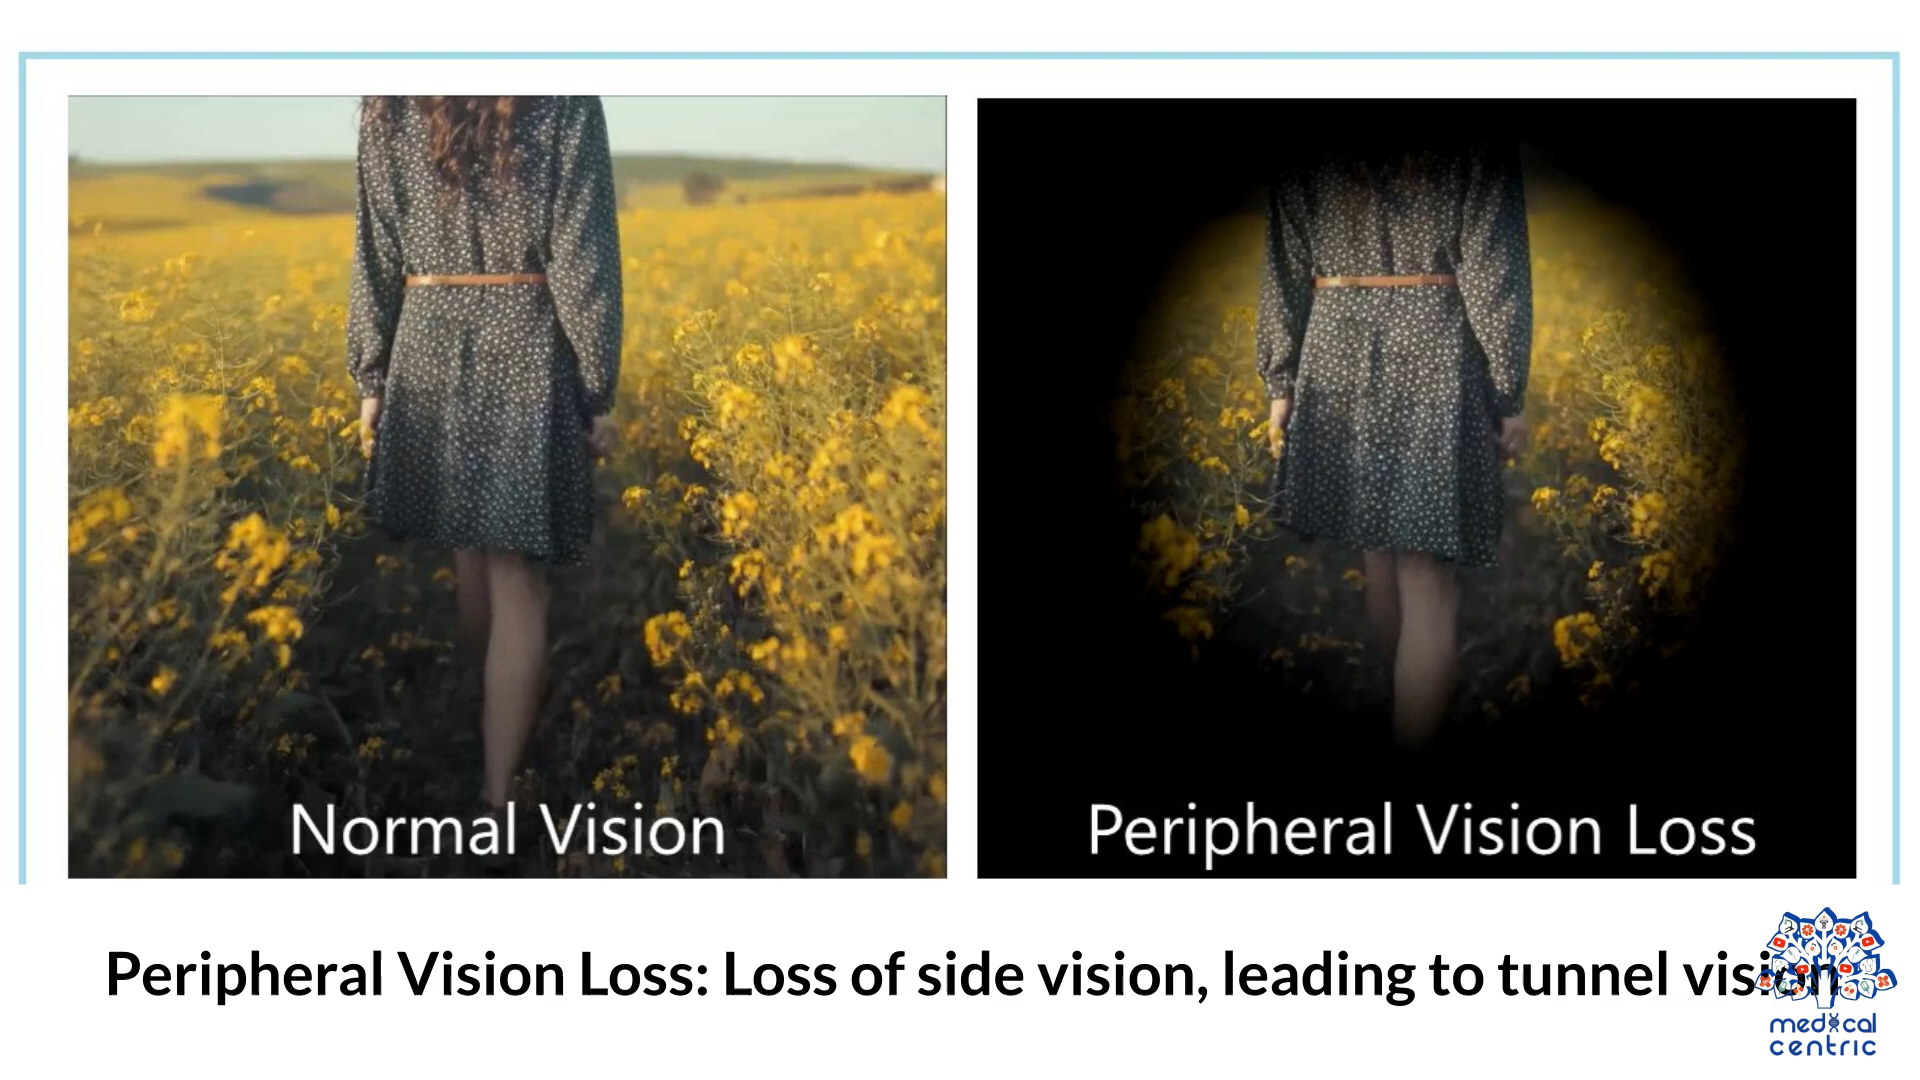 Normal Vision
Peripheral Vision Loss
Peripheral Vision Loss: Loss of side vision, leading to tunnel vision
medical
centric